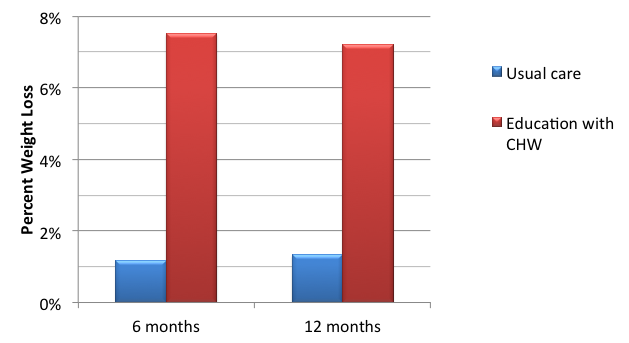 8%
6%
4%
2%
0%
Percent Weight Loss
6 months
12 months
Usual care
Education with
CHW